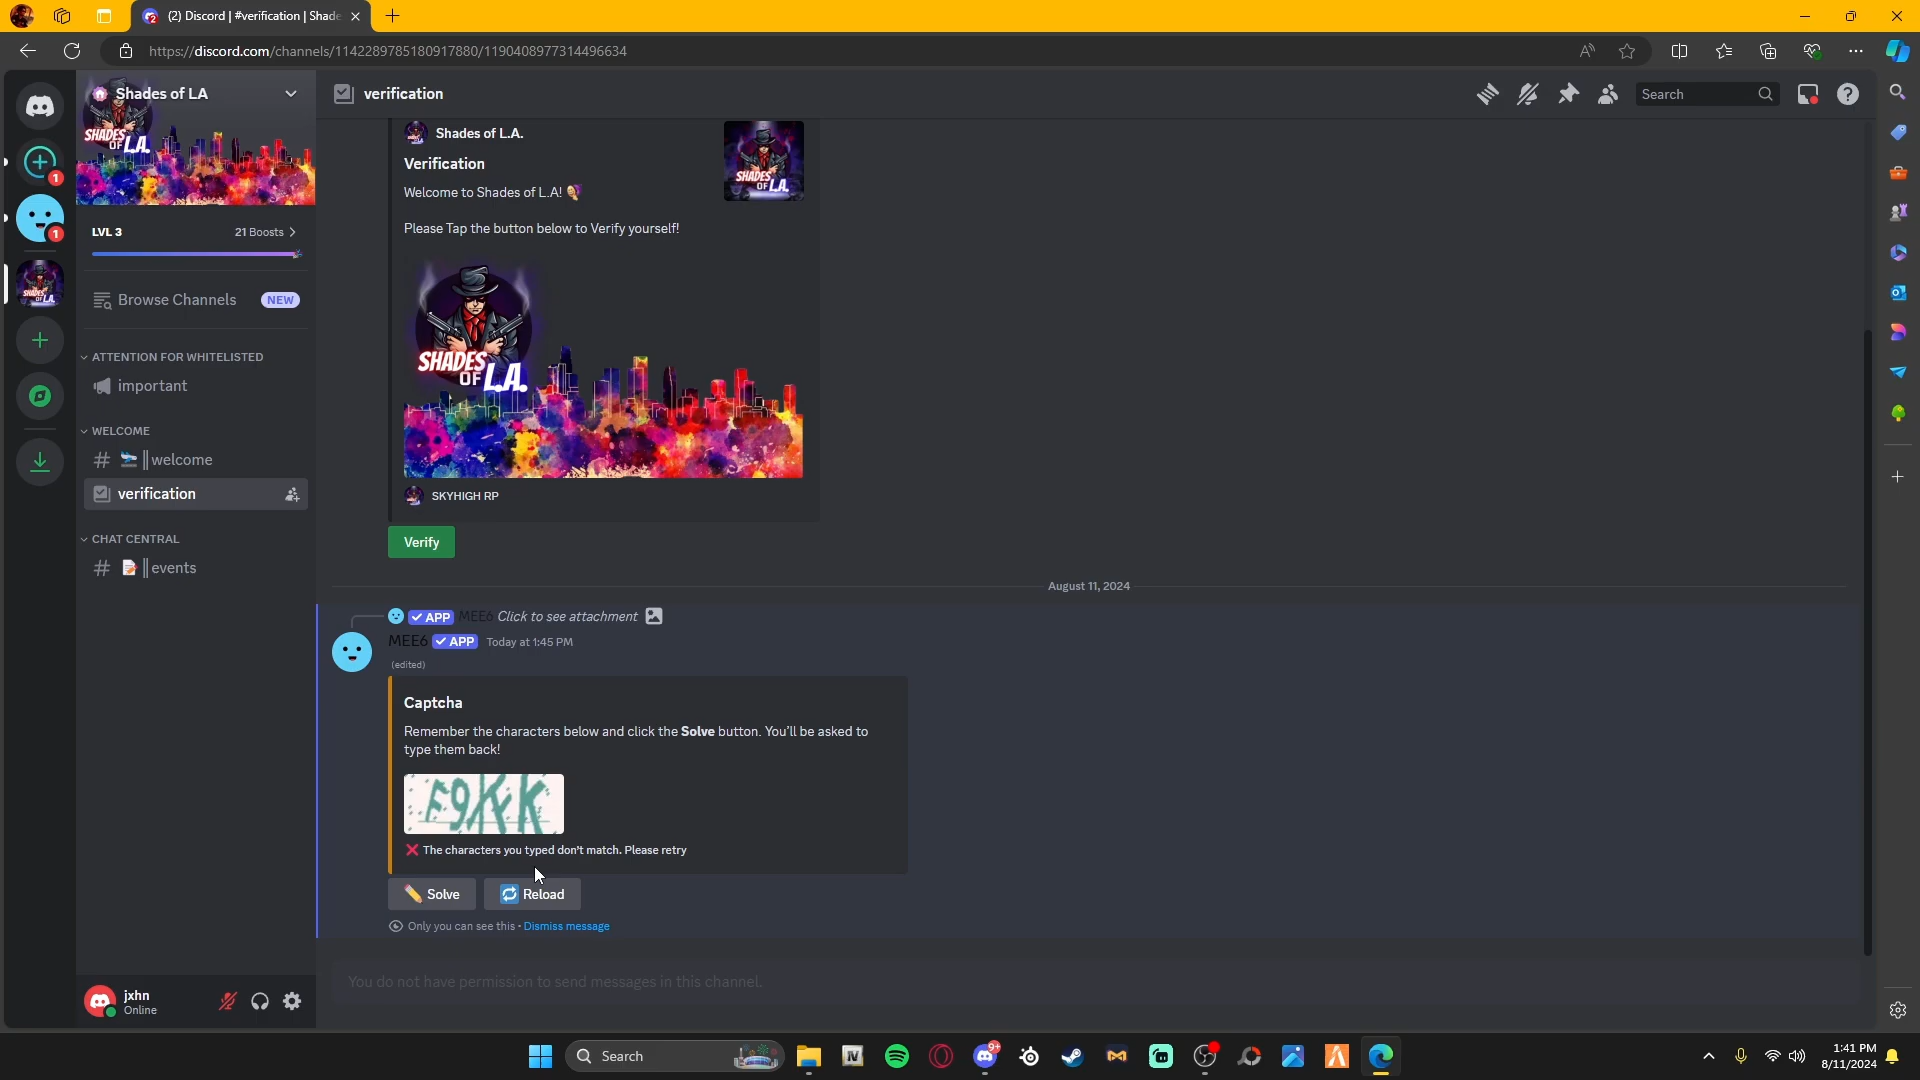 (2) Discord | #verification | Shade
https://discord.com/channels/1142289785180917880/1190408977314496634
Shades of LA
SHADES
OF L.A.
LVL 3
21 Boosts
Browse Channels
NEW
ATTENTION FOR WHITELISTED
important
WELCOME
welcome
verification
CHAT CENTRAL
events
jxhn
Online
verification
Search
Shades of L.A.
Verification
Welcome to Shades of L.A!
Please Tap the button below to Verify yourself!
SHADES
OF L.A.
SHADES
OF L.A.
SKYHIGH RP
Verify
August 11, 2024
APP MEE6 Click to see attachment
MEE6 APP Today at 1:45 PM
(edited)
Captcha
Remember the characters below and click the Solve button. You'll be asked to
type them back!
❌ The characters you typed don't match. Please retry
Solve
Reload
Only you can see this • Dismiss message
You do not have permission to send messages in this channel.
Search
9+
1:41 PM
8/11/2024